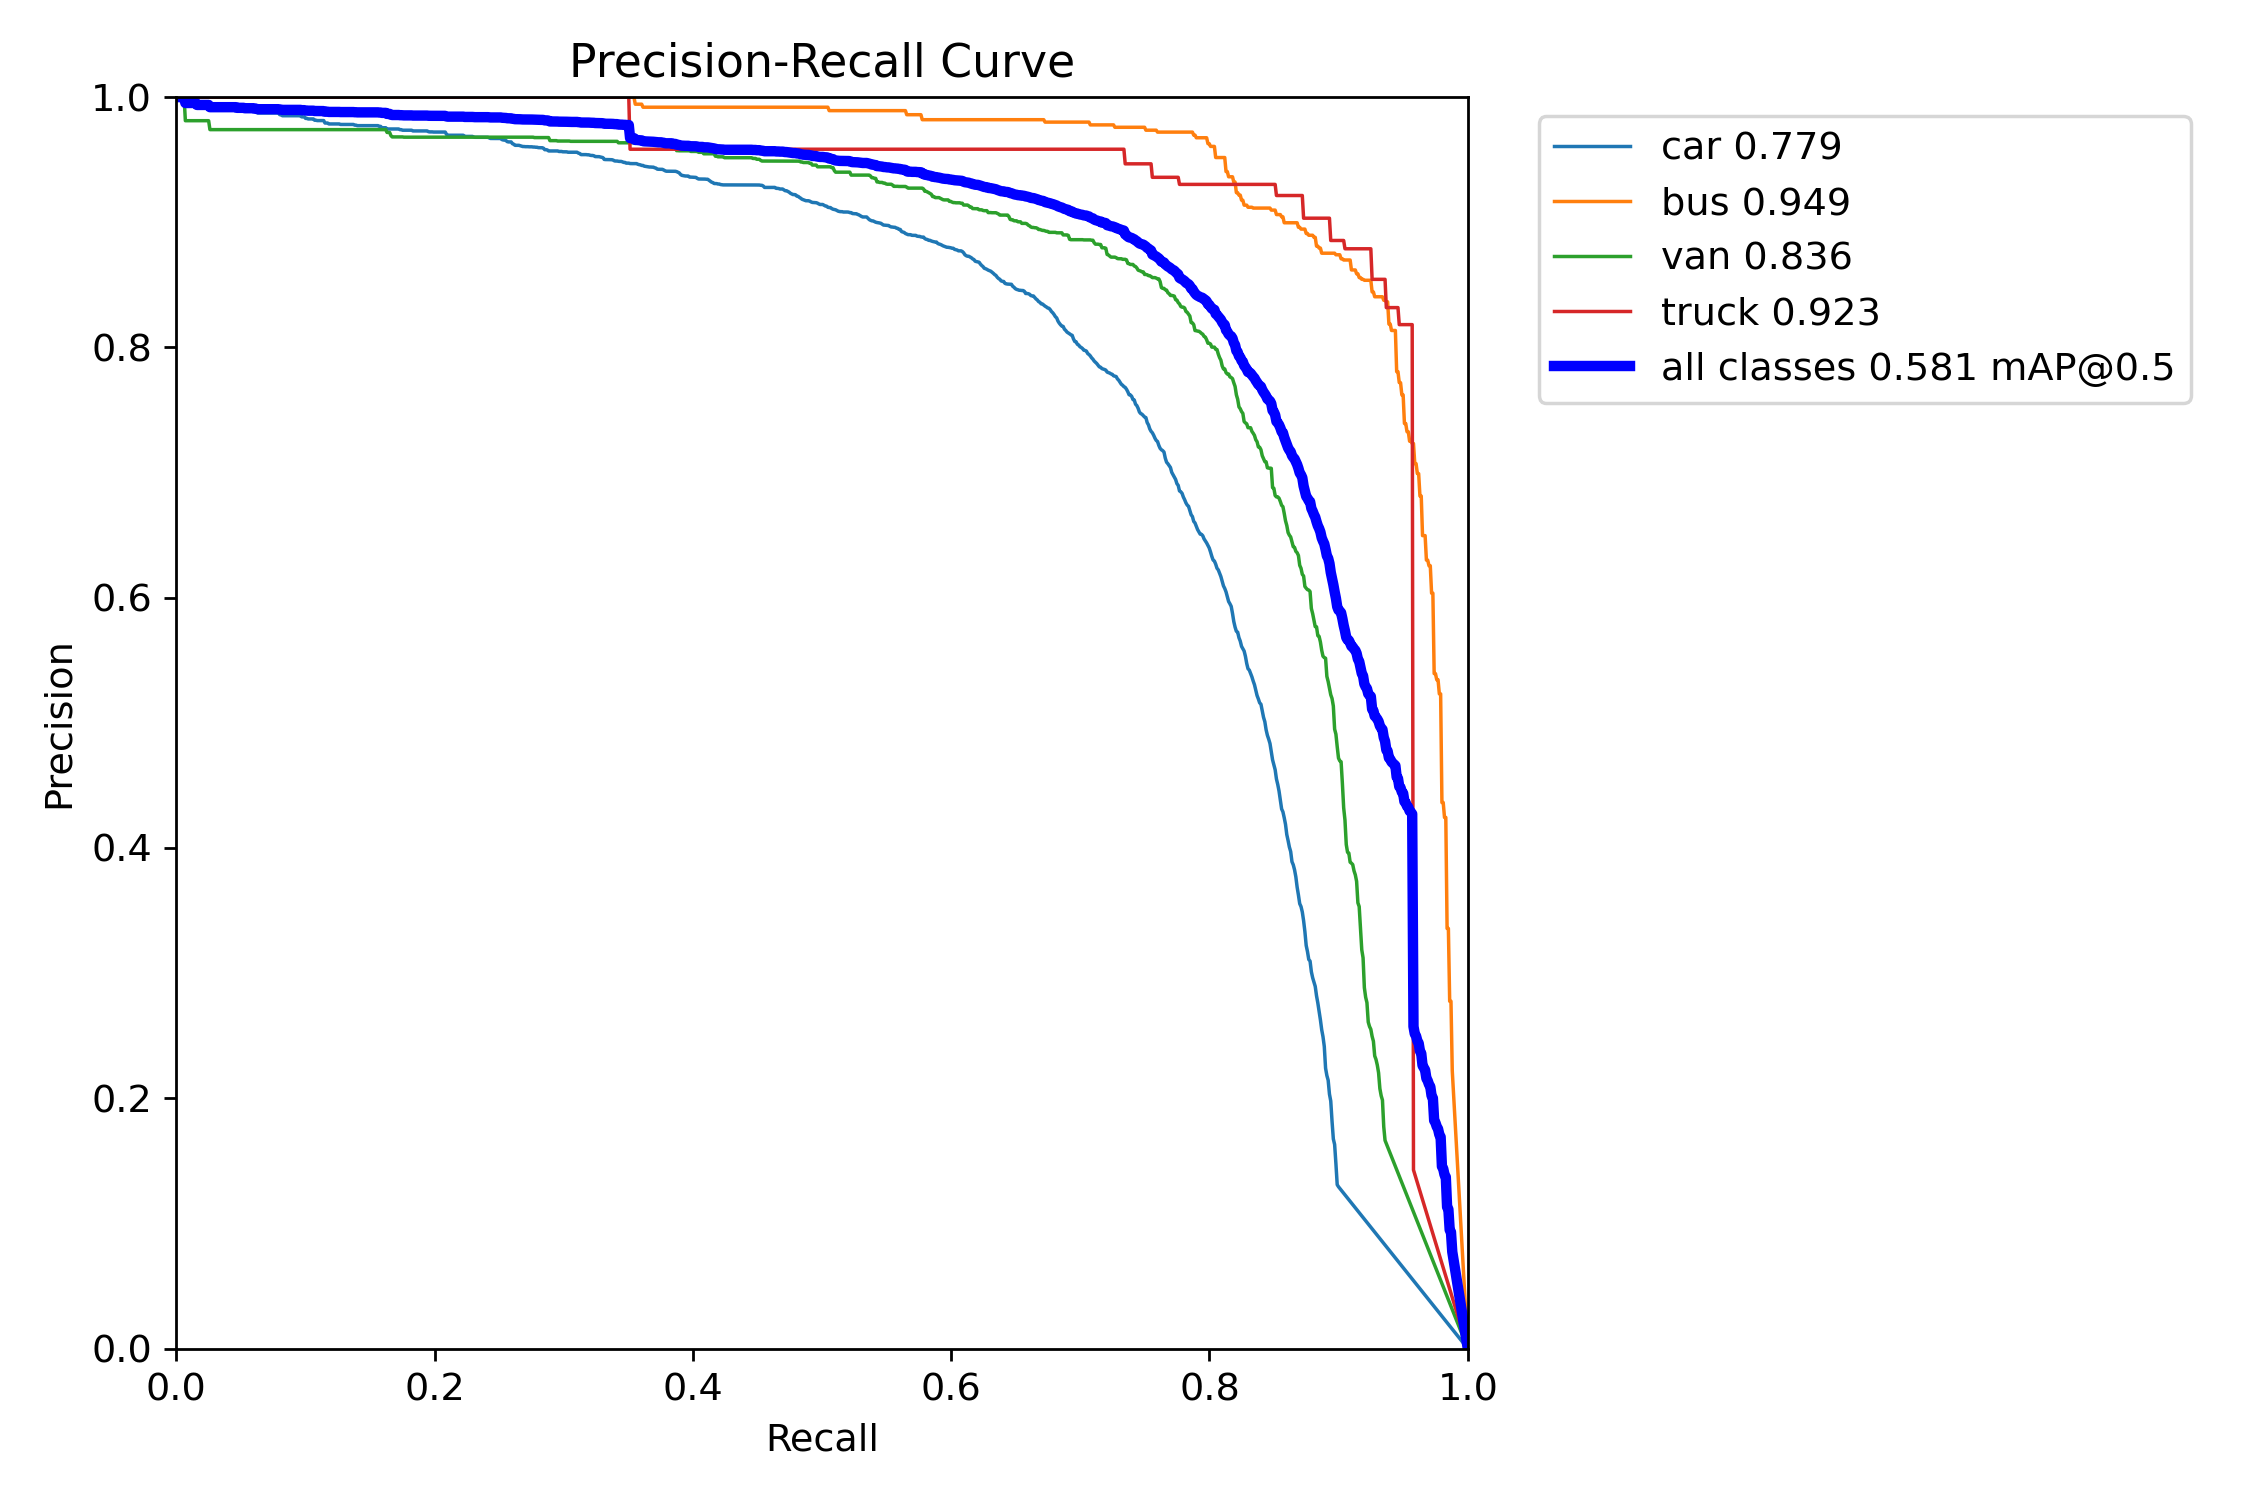 Precision-Recall Curve
1.0
0.8
0.6
0.4
0.2
0.0
Precision
0.0 0.2 0.4 0.6 0.8 1.0
Recall
car 0.779
bus 0.949
van 0.836
truck 0.923
all classes 0.581 mAP@0.5